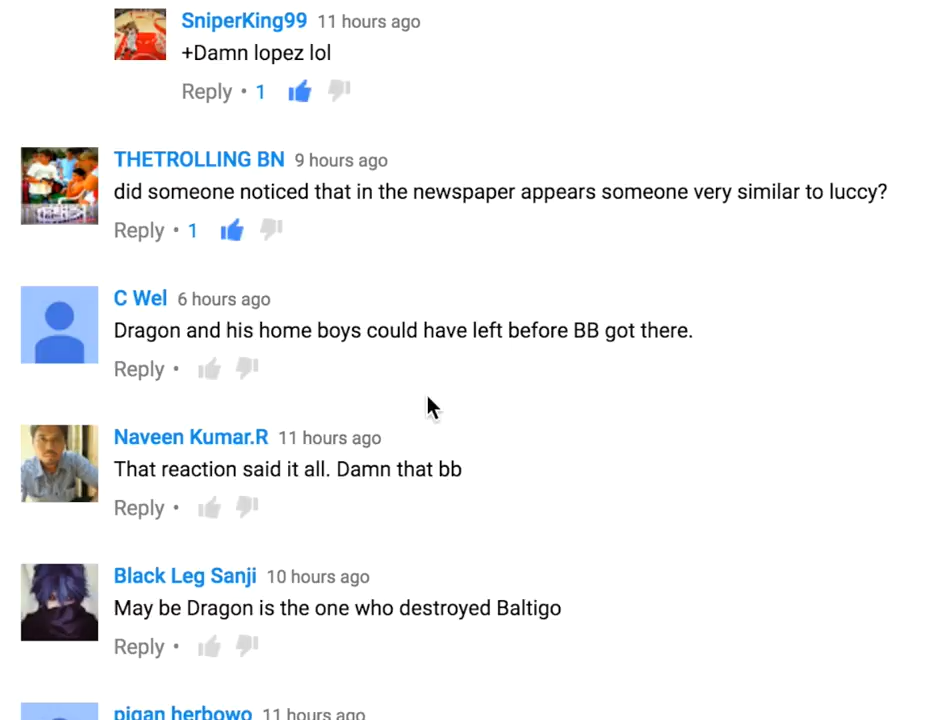 SniperKing99 11 hours ago
+Damn lopez lol
Reply • 1
THETROLLING BN 9 hours ago
did someone noticed that in the newspaper appears someone very similar to luccy?
Reply • 1
C Wel 6 hours ago
Dragon and his home boys could have left before BB got there.
Reply •
Naveen Kumar.R 11 hours ago
That reaction said it all. Damn that bb
Reply •
Black Leg Sanji 10 hours ago
May be Dragon is the one who destroyed Baltigo
Reply •
pigan herbowo 11 hours ago